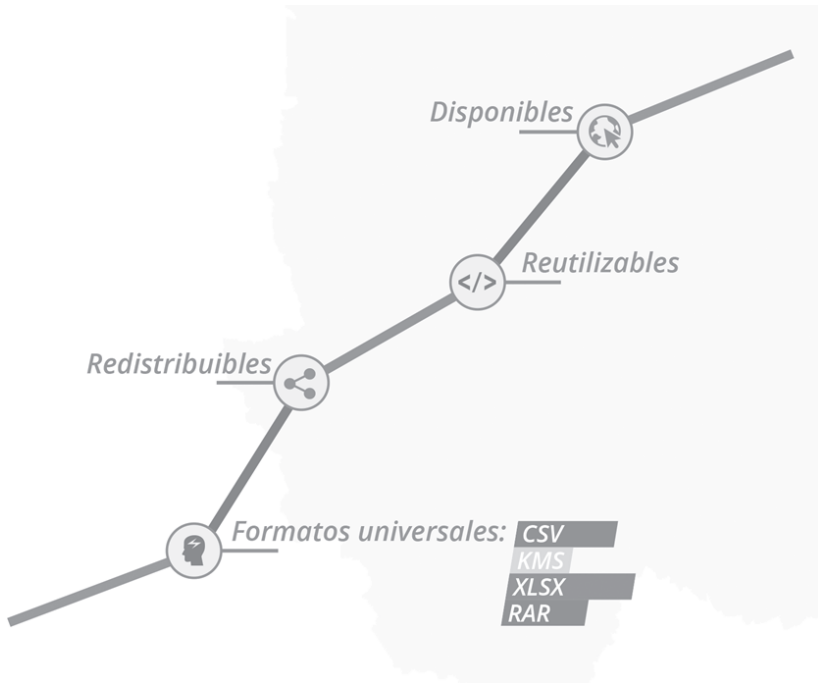 Disponibles
</>
Reutilizables
Redistribuibles
Formatos universales:
CSV
KMS
XLSX
RAR